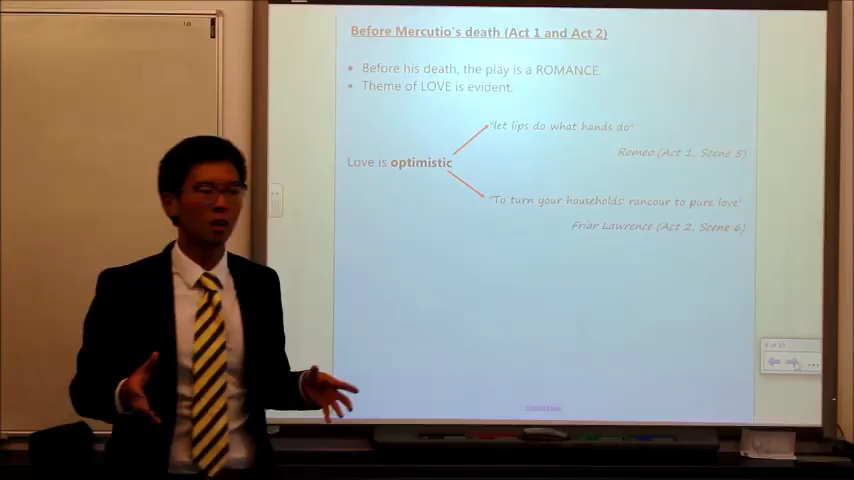 Before Mercutio's death (Act 1 and Act 2)
• Before his death, the play is a ROMANCE.
• Theme of LOVE is evident.
"let lips do what hands do"
Romeo (Act 1, Scene 5)
Love is optimistic
"To turn your households' rancour to pure love"
Friar Lawrence (Act 2, Scene 6)
of 15